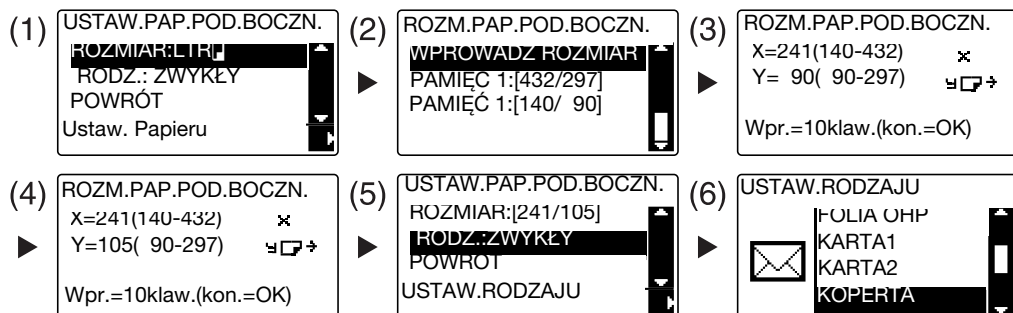 (1)
USTAW.PAP.POD.BOCZN.
ROZMIAR:LTR
RODZ.: ZWYKŁY
POWRÓT
Ustaw. Papieru
(2)
ROZM.PAP.POD.BOCZN.
WPROWADZ ROZMIAR
PAMIĘĆ 1:[432/297]
PAMIĘĆ 1:[140/ 90]
(3)
ROZM.PAP.POD.BOCZN.
X=241(140-432) X
Y= 90( 90-297) Y
Wpr.=10klaw.(kon.=OK)
(4)
ROZM.PAP.POD.BOCZN.
X=241(140-432) X
Y=105( 90-297) Y
Wpr.=10klaw.(kon.=OK)
(5)
USTAW.PAP.POD.BOCZN.
ROZMIAR:[241/105]
RODZ.:ZWYKŁY
POWRÓT
USTAW.RODZAJU
(6)
USTAW.RODZAJU
FOLIA OHP
KARTA1
KARTA2
KOPERTA